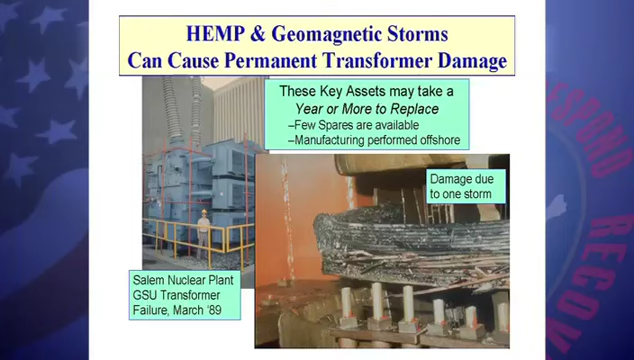 HEMP & Geomagnetic Storms
Can Cause Permanent Transformer Damage
These Key Assets may take a
Year or More to Replace
–Few Spares are available
–Manufacturing performed offshore
Damage due
to one storm
Salem Nuclear Plant
GSU Transformer
Failure, March ‘89
RESPOND
RECOV